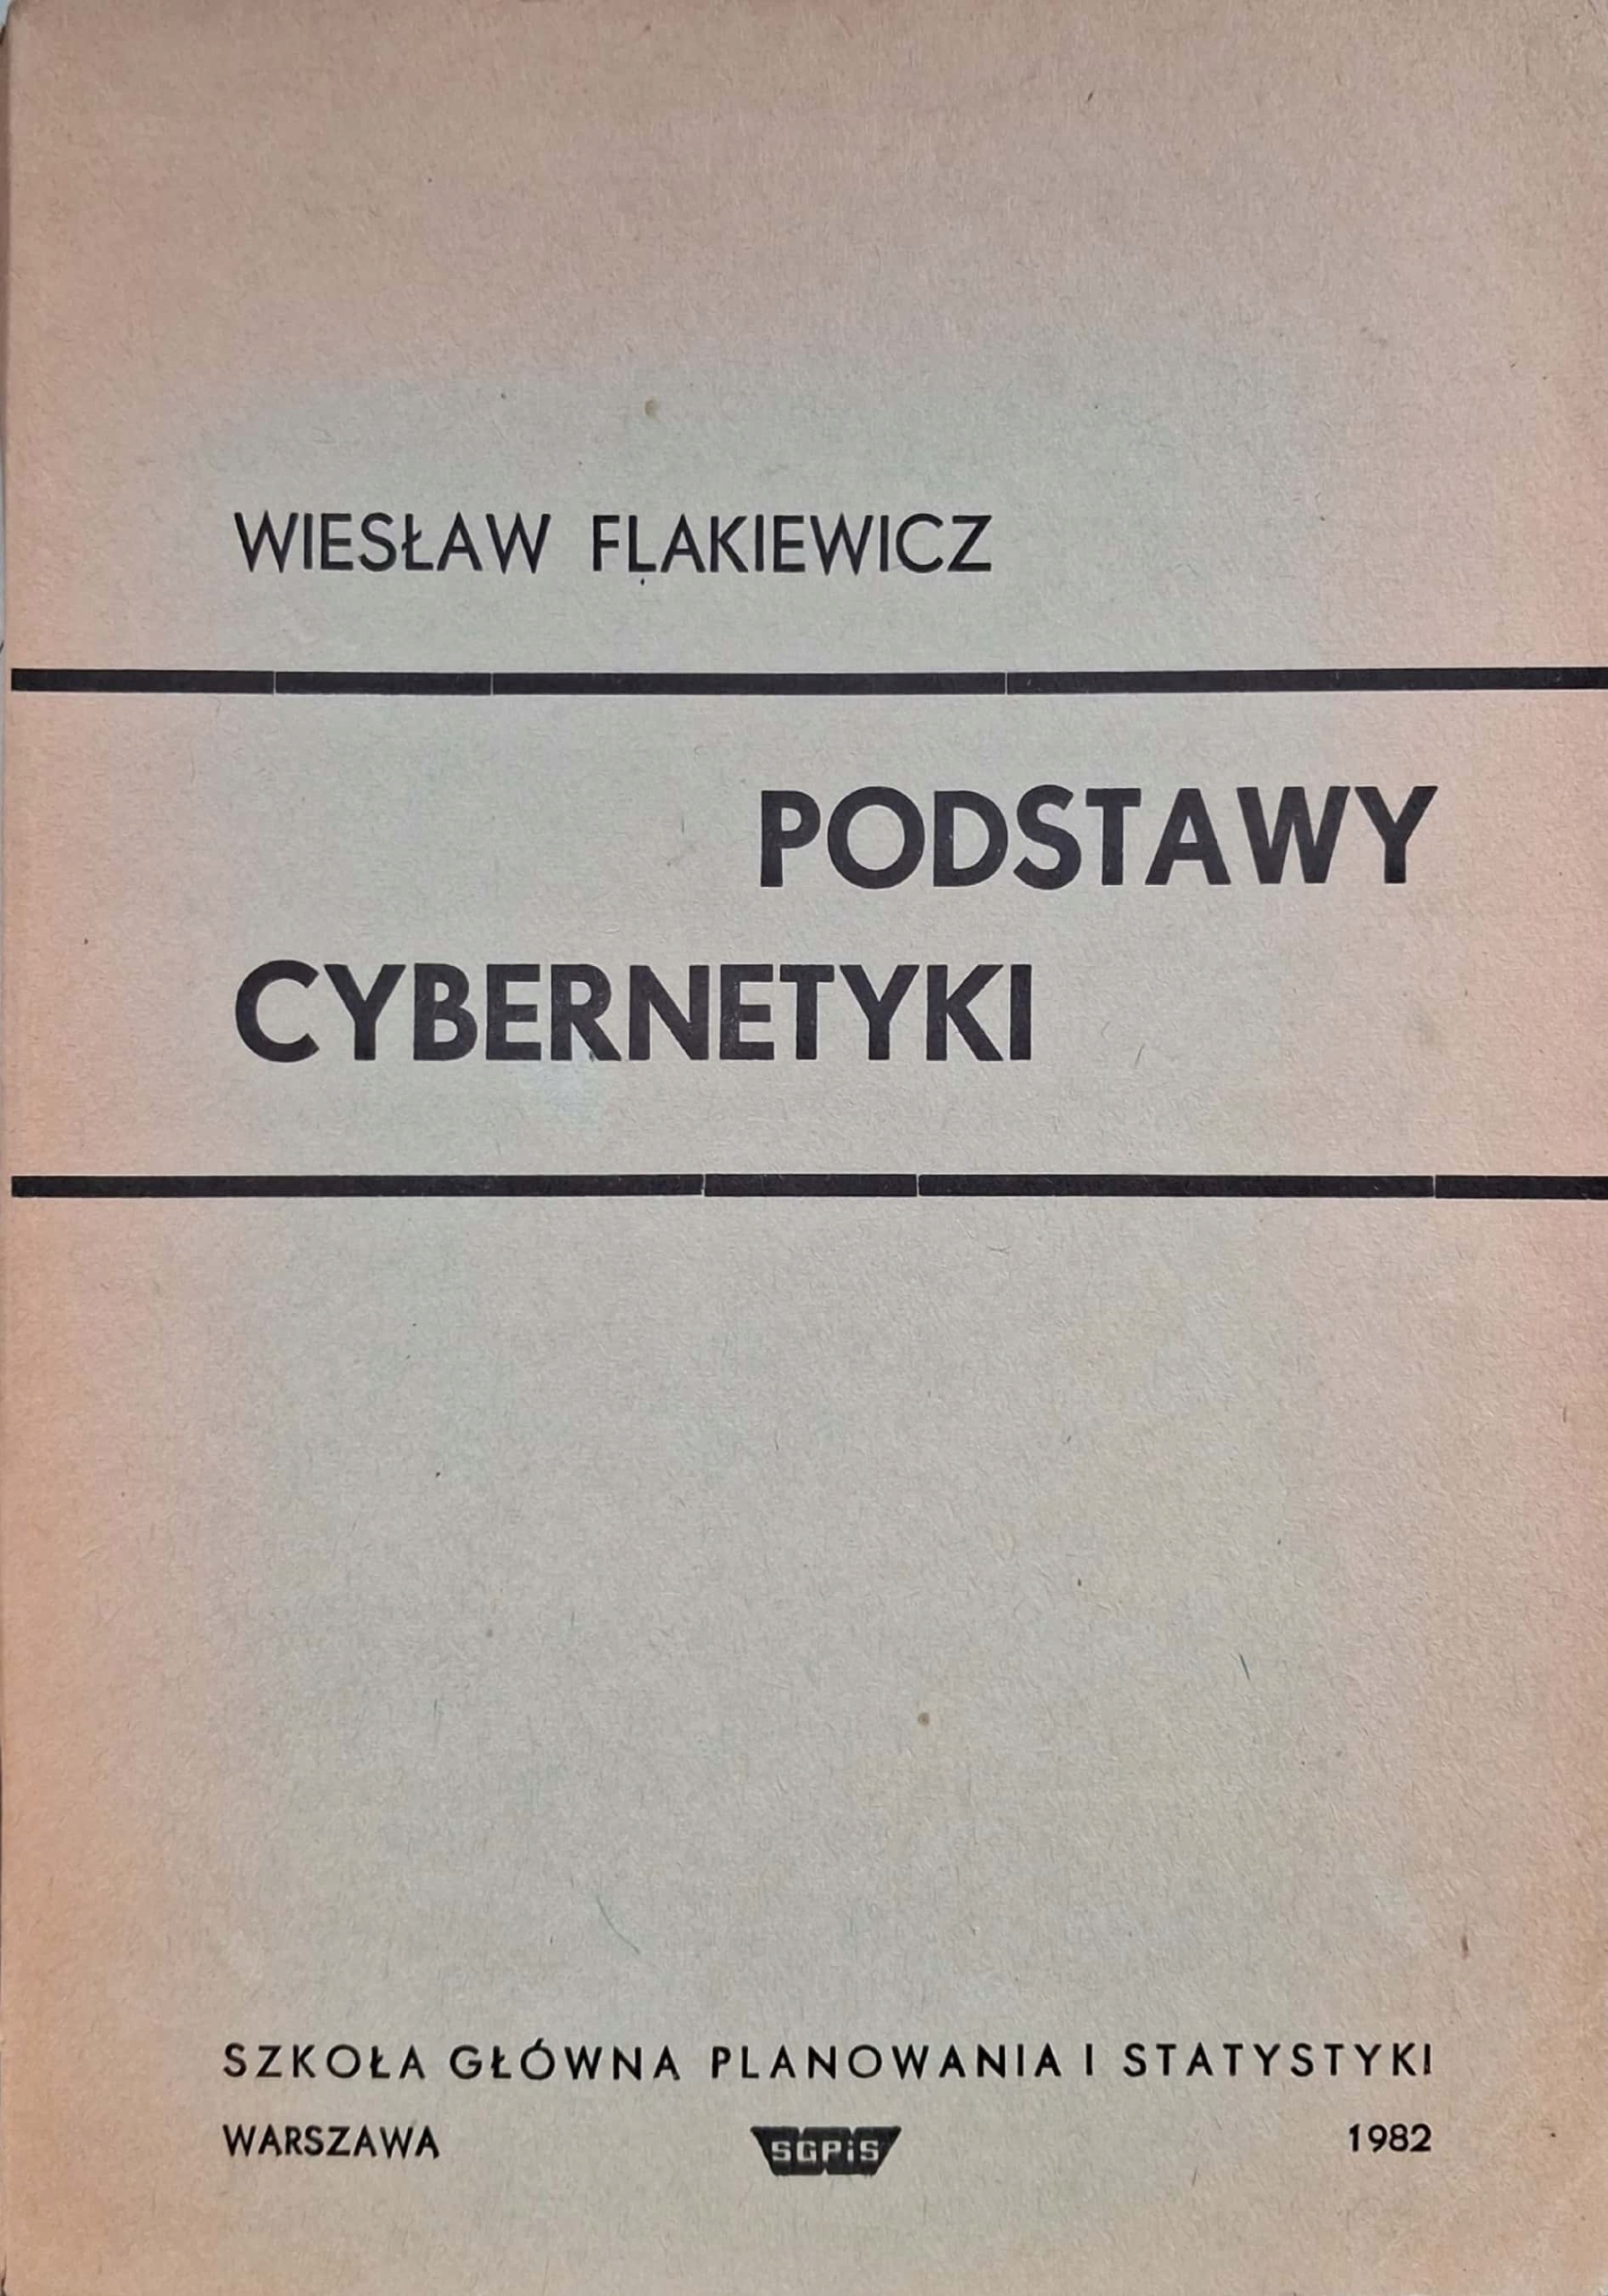 WIESŁAW FLAKIEWICZ
PODSTAWY
CYBERNETYKI
SZKOŁA GŁÓWNA PLANOWANIA I STATYSTYKI
WARSZAWA SGPiS 1982